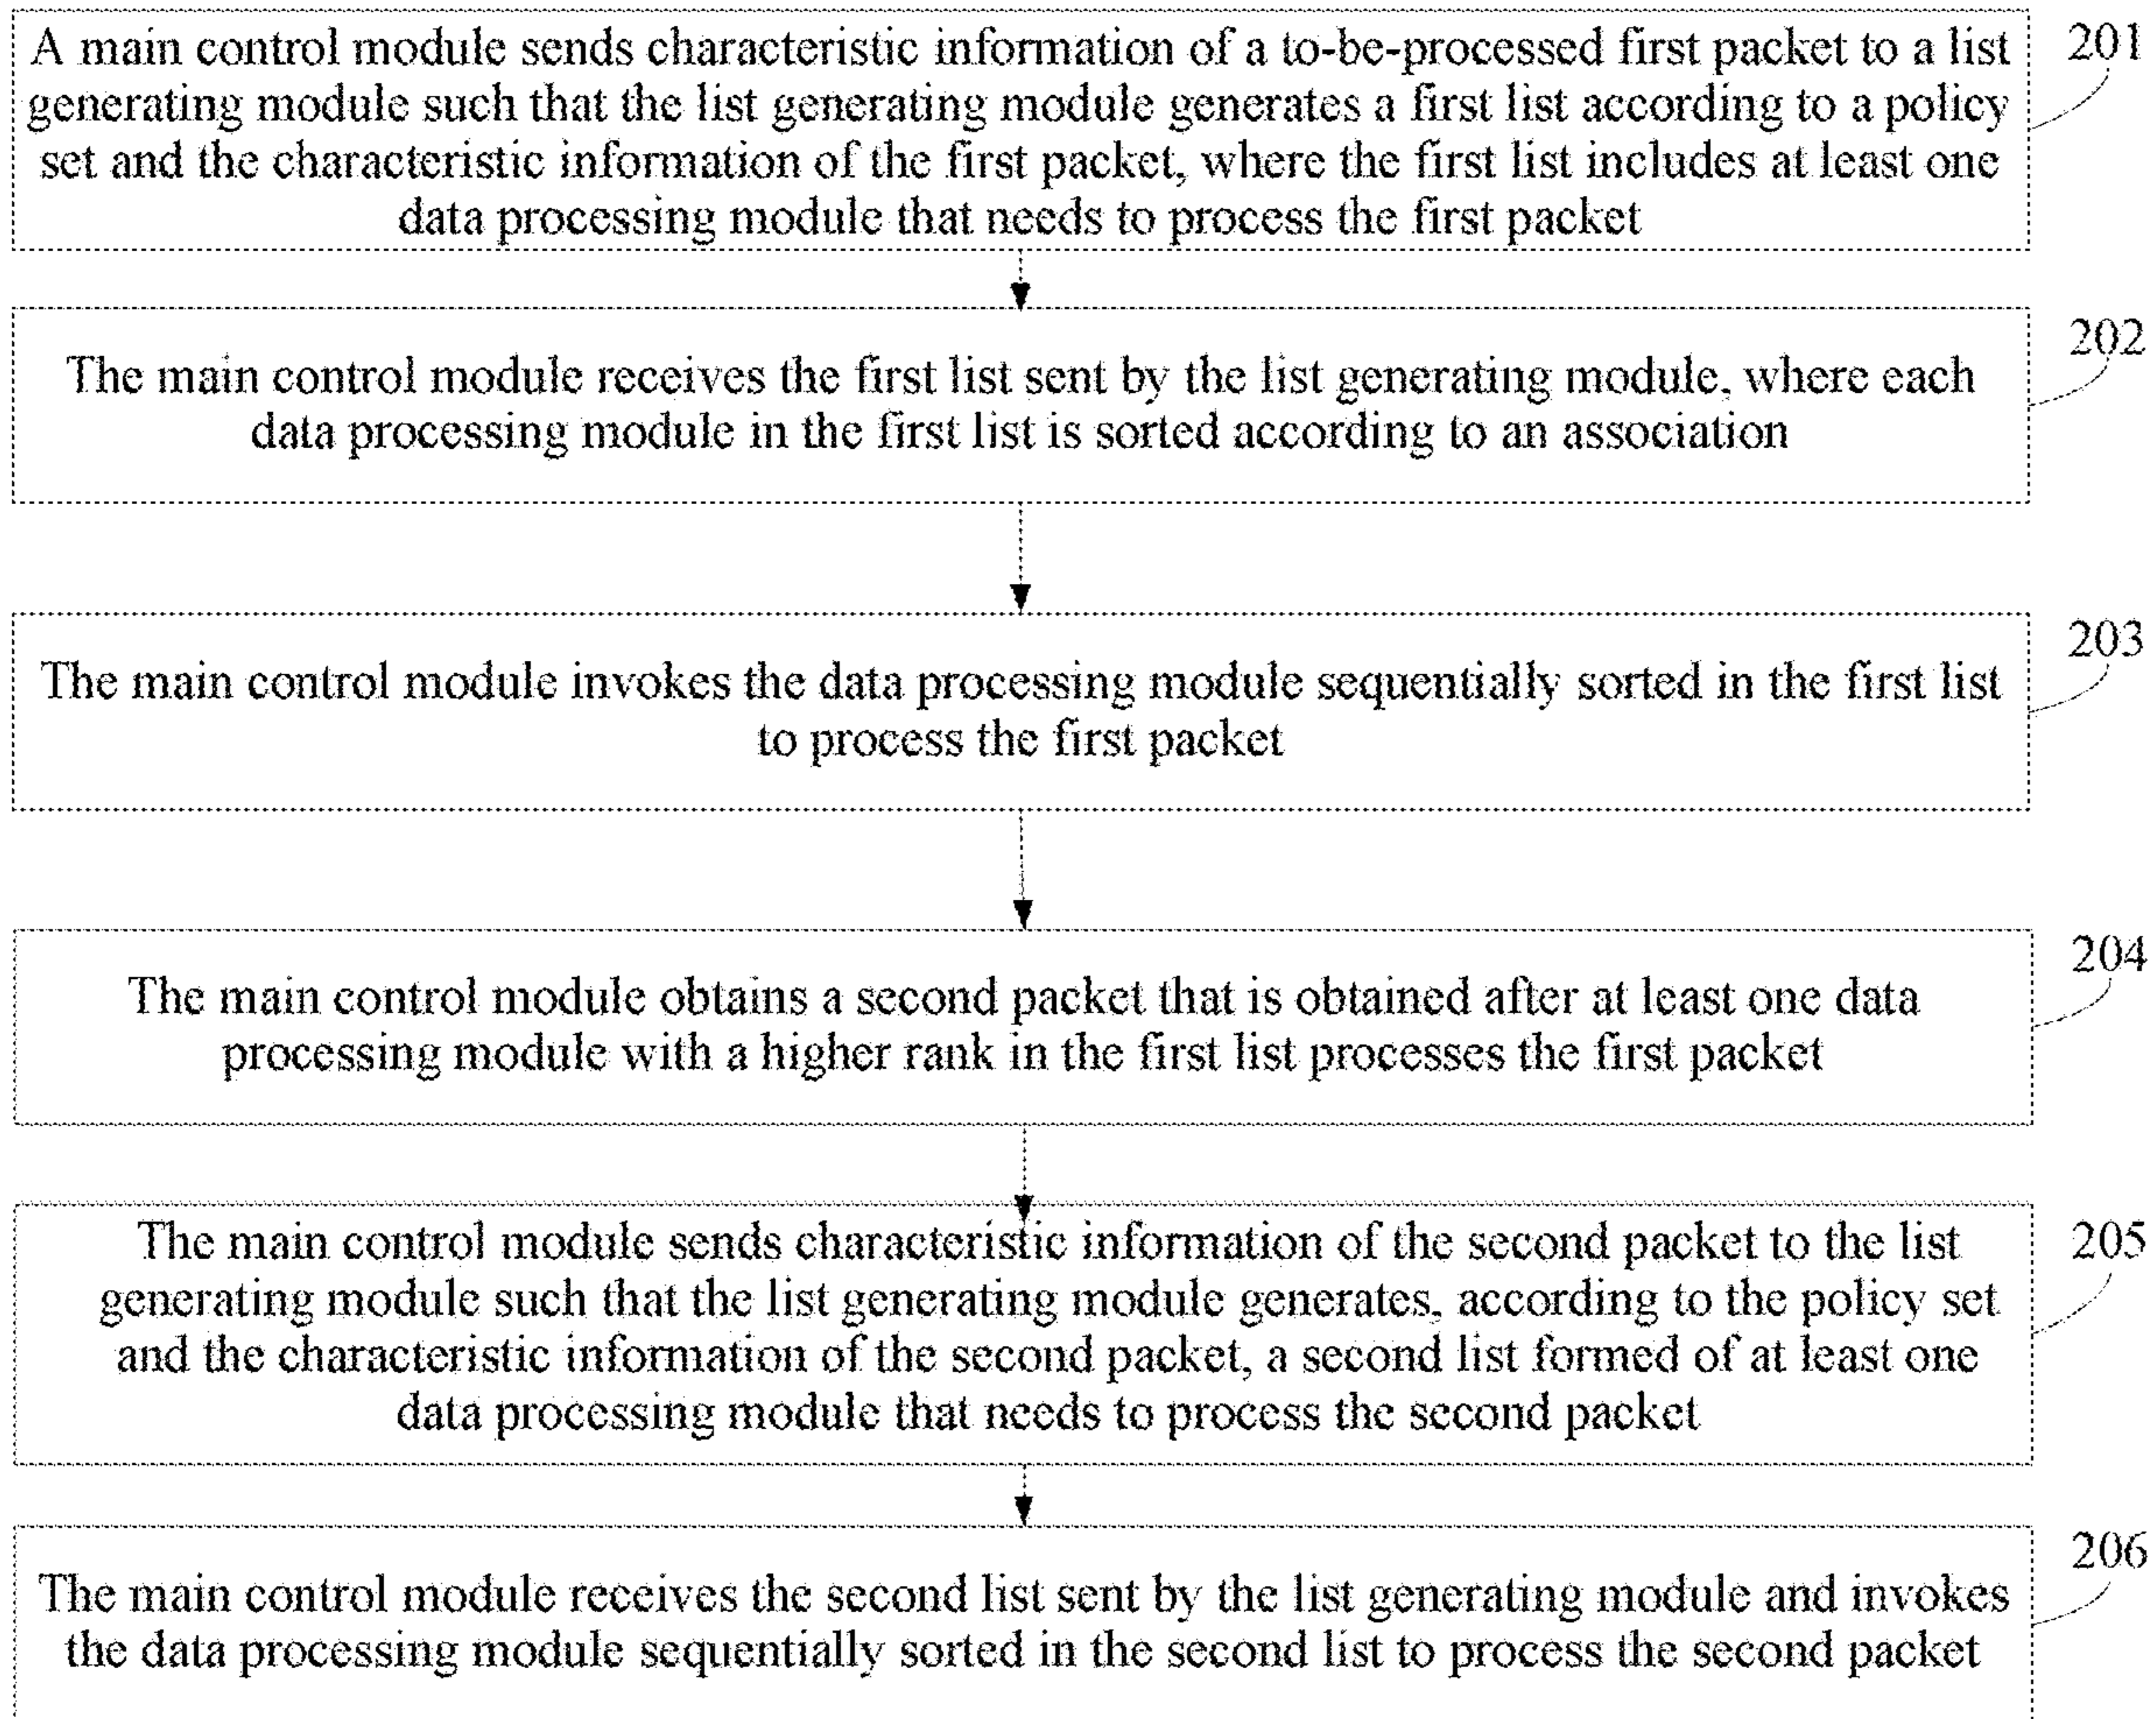 A main control module sends characteristic information of a to-be-processed first packet to a list
201
generating module such that the list generating module generates a first list according to a policy
set and the characteristic information of the first packet, where the first list includes at least one
data processing module that needs to process the first packet
202
The main control module receives the first list sent by the list generating module, where each
data processing module in the first list is sorted according to an association
203
The main control module invokes the data processing module sequentially sorted in the first list
to process the first packet
204
The main control module obtains a second packet that is obtained after at least one data
processing module with a higher rank in the first list processes the first packet
205
The main control module sends characteristic information of the second packet to the list
generating module such that the list generating module generates, according to the policy set
and the characteristic information of the second packet, a second list formed of at least one
data processing module that needs to process the second packet
206
The main control module receives the second list sent by the list generating module and invokes
the data processing module sequentially sorted in the second list to process the second packet